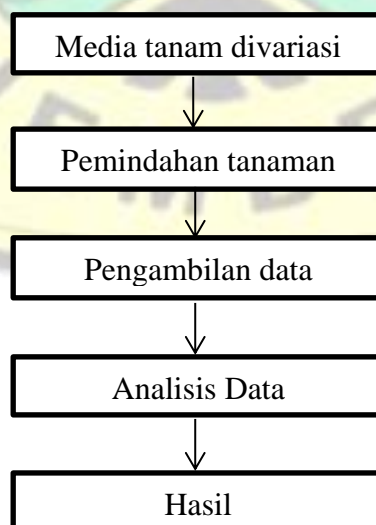 Media tanam divariasi
Pemindahan tanaman
Pengambilan data
Analisis Data
Hasil